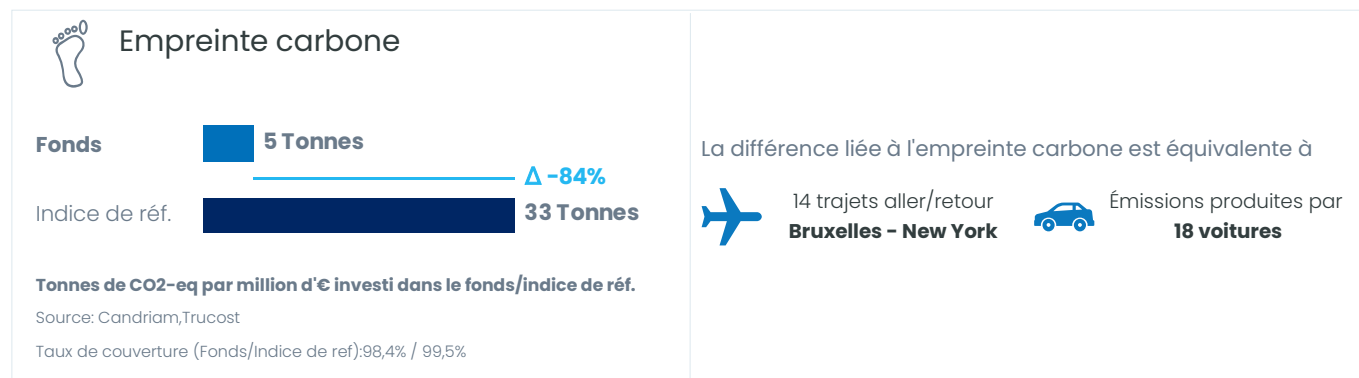 Empreinte carbone
Fonds
5 Tonnes
Δ -84%
Indice de réf.
33 Tonnes
Tonnes de CO2-eq par million d'€ investi dans le fonds/indice de réf.
Source: Candriam,Trucost
Taux de couverture (Fonds/Indice de ref):98,4% / 99,5%
La différence liée à l'empreinte carbone est équivalente à
14 trajets aller/retour
Bruxelles - New York
Émissions produites par
18 voitures